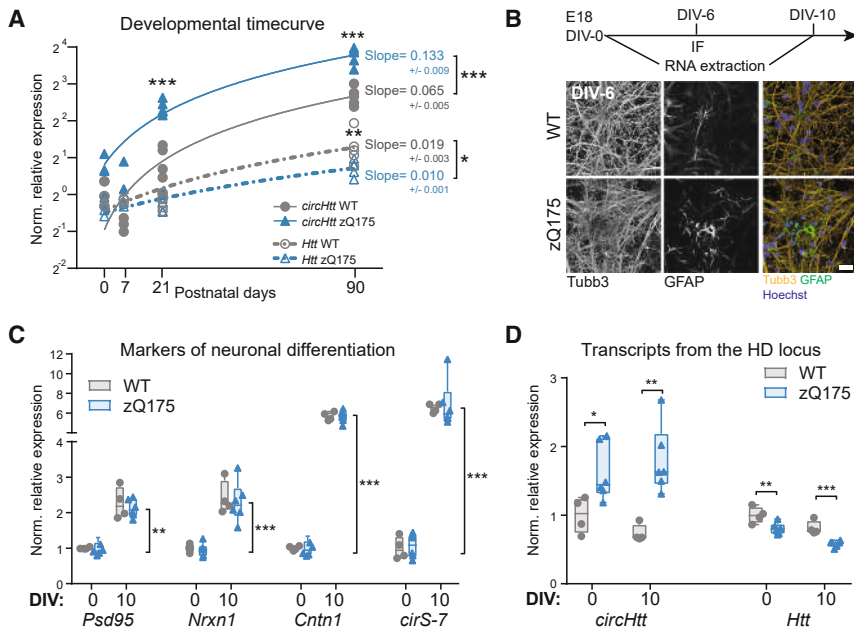 A
Developmental timecurve
Norm. relative expression
2^4
2^3
2^2
2^1
2^0
2^-1
2^-2
***
***
**
Slope= 0.133
+/- 0.009
***
Slope= 0.065
+/- 0.005
Slope= 0.019
+/- 0.003
*
Slope= 0.010
+/- 0.001
circHtt WT
circHtt zQ175
Htt WT
Htt zQ175
0 7 21 90
Postnatal days
B
E18 DIV-6 DIV-10
DIV-0
IF
RNA extraction
DIV-6
WT
zQ175
Tubb3 GFAP Tubb3 GFAP
Hoechst
C
Markers of neuronal differentiation
Norm. relative expression
12
10
8
6
4
3
2
1
0
WT
zQ175
**
***
***
***
DIV: 0 10 0 10 0 10 0 10
Psd95 Nrxn1 Cntn1 cirS-7
D
Transcripts from the HD locus
Norm. relative expression
3
2
1
0
WT
zQ175
*
**
**
***
DIV: 0 10 0 10
circHtt Htt